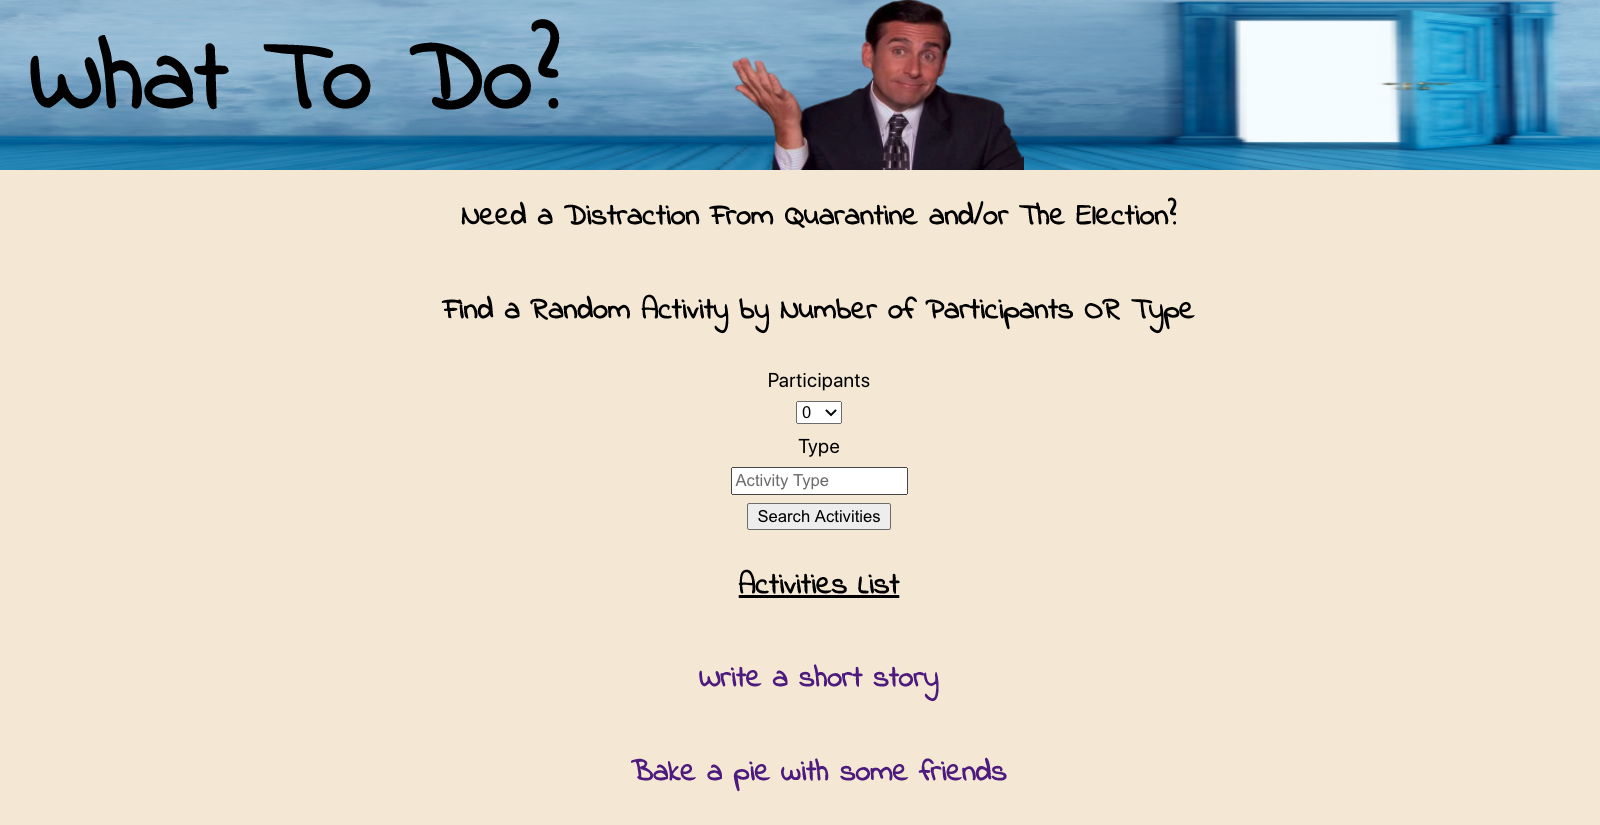 What To Do?
Need a Distraction From Quarantine and/or The Election?
Find a Random Activity by Number of Participants OR Type
Participants
0
Type
Activity Type
Search Activities
Activities List
Write a short story
Bake a pie with some friends